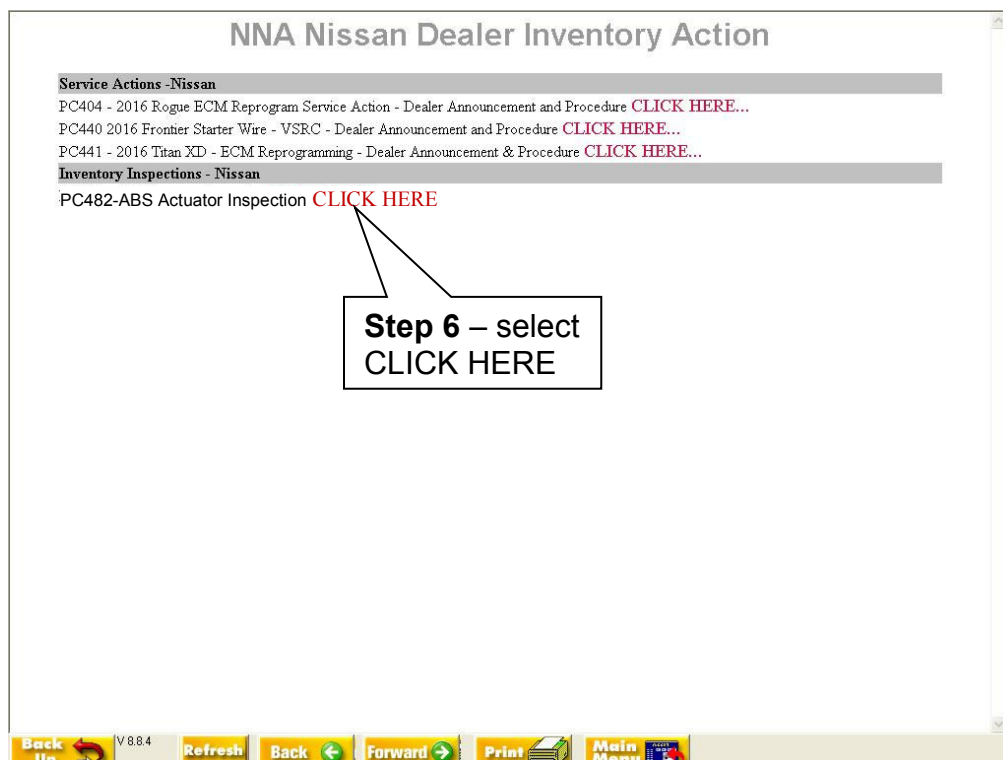 NNA Nissan Dealer Inventory Action
Service Actions -Nissan
PC404 - 2016 Rogue ECM Reprogram Service Action - Dealer Announcement and Procedure CLICK HERE...
PC440 2016 Frontier Starter Wire - VSRC - Dealer Announcement and Procedure CLICK HERE...
PC441 - 2016 Titan XD - ECM Reprogramming - Dealer Announcement & Procedure CLICK HERE...
Inventory Inspections - Nissan
PC482-ABS Actuator Inspection CLICK HERE
Step 6 – select
CLICK HERE
Back Up
V 8.8.4
Refresh
Back
Forward
Print
Main Menu